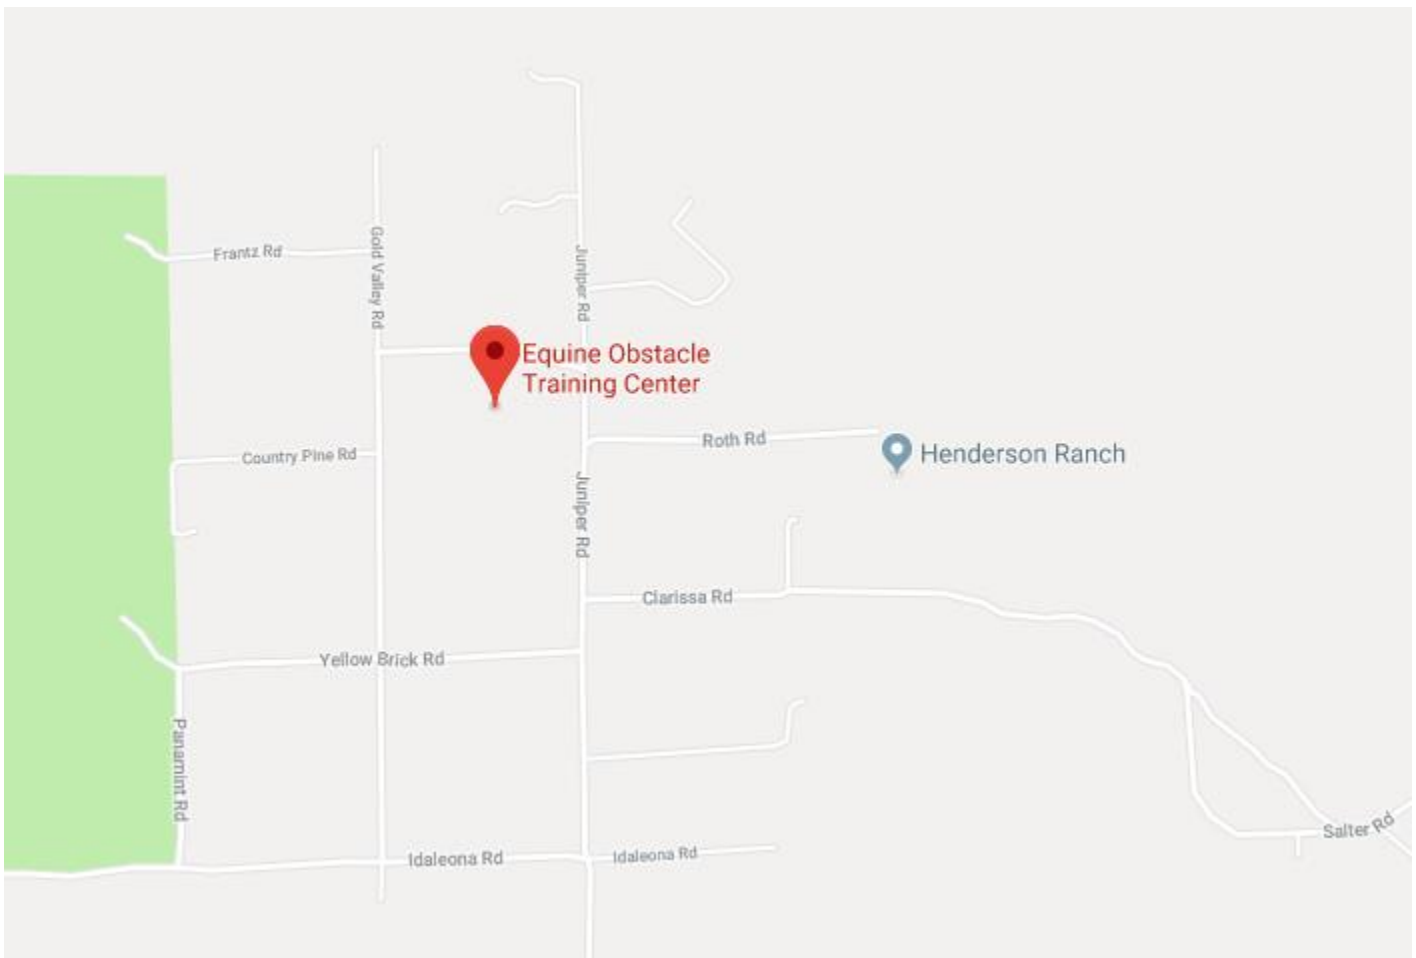 Frantz Rd
Gold Valley Rd
Juniper Rd
Equine Obstacle
Training Center
Roth Rd
Henderson Ranch
Country Pine Rd
Juniper Rd
Clarissa Rd
Yellow Brick Rd
Panamint Rd
Salter Rd
Idaleona Rd
Idaleona Rd